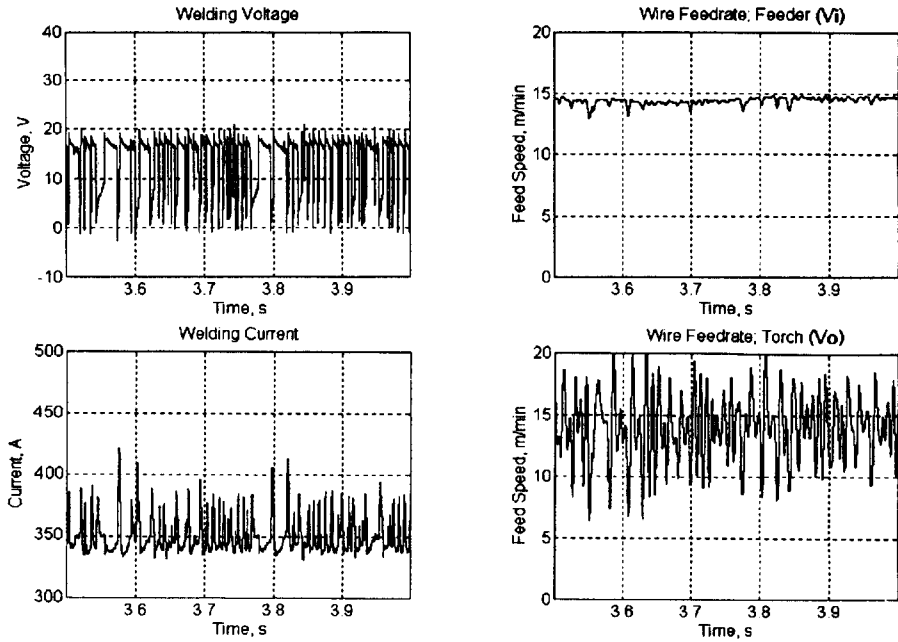 Welding Voltage
40
30
20
10
0
-10
Voltage, V
3.6 3.7 3.8 3.9
Time, s
Wire Feedrate; Feeder (Vi)
20
15
10
5
0
Feed Speed, m/min
3.6 3.7 3.8 3.9
Time, s
Welding Current
500
450
400
350
300
Current, A
3.6 3.7 3.8 3.9
Time, s
Wire Feedrate; Torch (Vo)
20
15
10
5
0
Feed Speed, m/min
3.6 3.7 3.8 3.9
Time, s